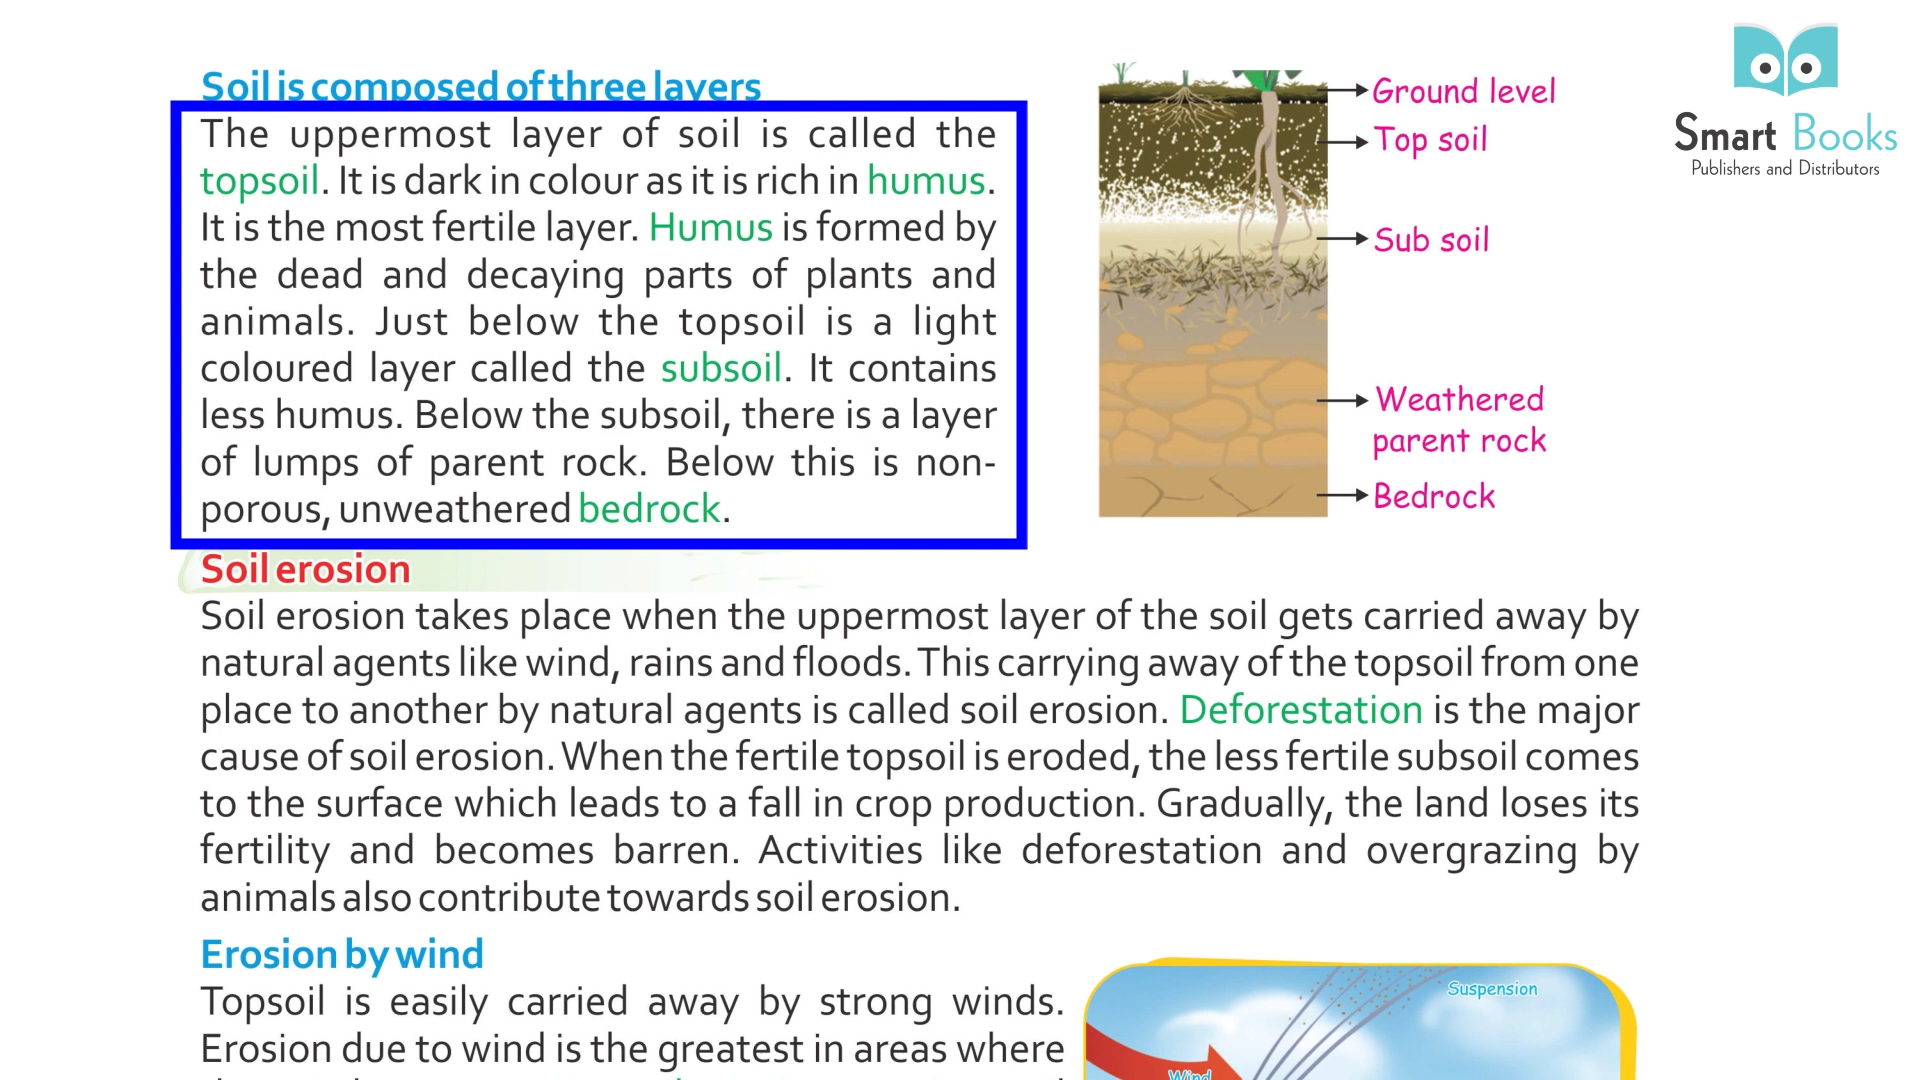 Soil is composed of three layers
The uppermost layer of soil is called the
topsoil. It is dark in colour as it is rich in humus.
It is the most fertile layer. Humus is formed by
the dead and decaying parts of plants and
animals. Just below the topsoil is a light
coloured layer called the subsoil. It contains
less humus. Below the subsoil, there is a layer
of lumps of parent rock. Below this is non-
porous, unweathered bedrock.
Ground level
Top soil
Sub soil
Weathered
parent rock
Bedrock
Smart Books
Publishers and Distributors
Soil erosion
Soil erosion takes place when the uppermost layer of the soil gets carried away by
natural agents like wind, rains and floods. This carrying away of the topsoil from one
place to another by natural agents is called soil erosion. Deforestation is the major
cause of soil erosion. When the fertile topsoil is eroded, the less fertile subsoil comes
to the surface which leads to a fall in crop production. Gradually, the land loses its
fertility and becomes barren. Activities like deforestation and overgrazing by
animals also contribute towards soil erosion.
Erosion by wind
Topsoil is easily carried away by strong winds.
Erosion due to wind is the greatest in areas where
Suspension
Wind